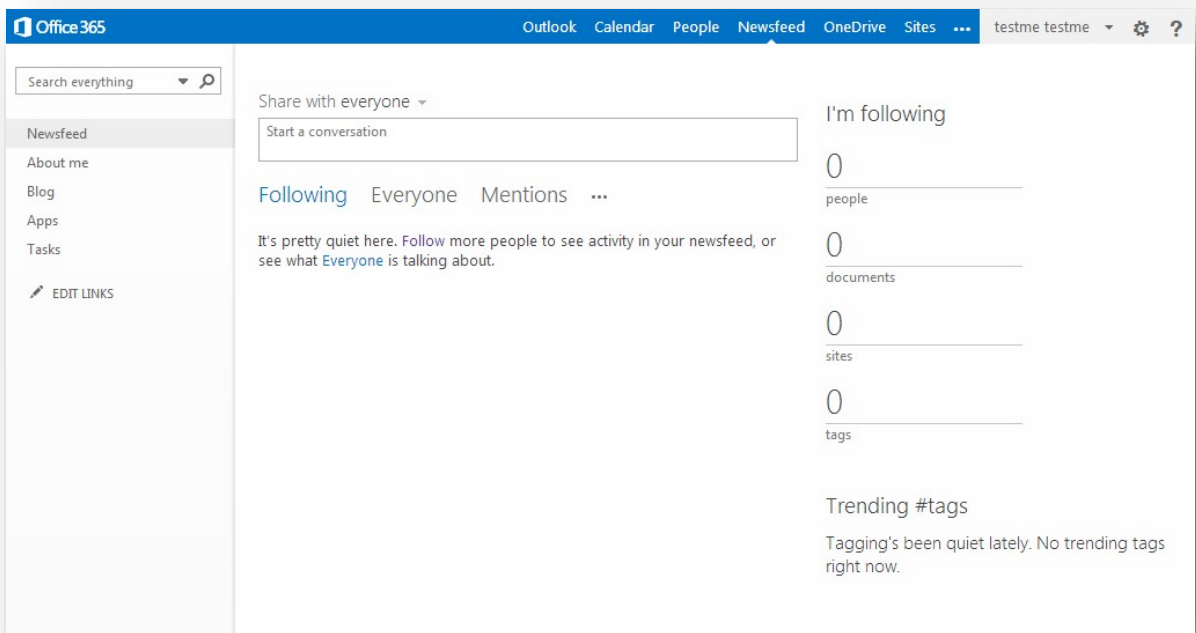 Office 365
Outlook Calendar People Newsfeed OneDrive Sites ••• testme testme ?
Search everything
Newsfeed
About me
Blog
Apps
Tasks
EDIT LINKS
Share with everyone
Start a conversation
Following Everyone Mentions •••
It's pretty quiet here. Follow more people to see activity in your newsfeed, or
see what Everyone is talking about.
I'm following
0
people
0
documents
0
sites
0
tags
Trending #tags
Tagging's been quiet lately. No trending tags
right now.